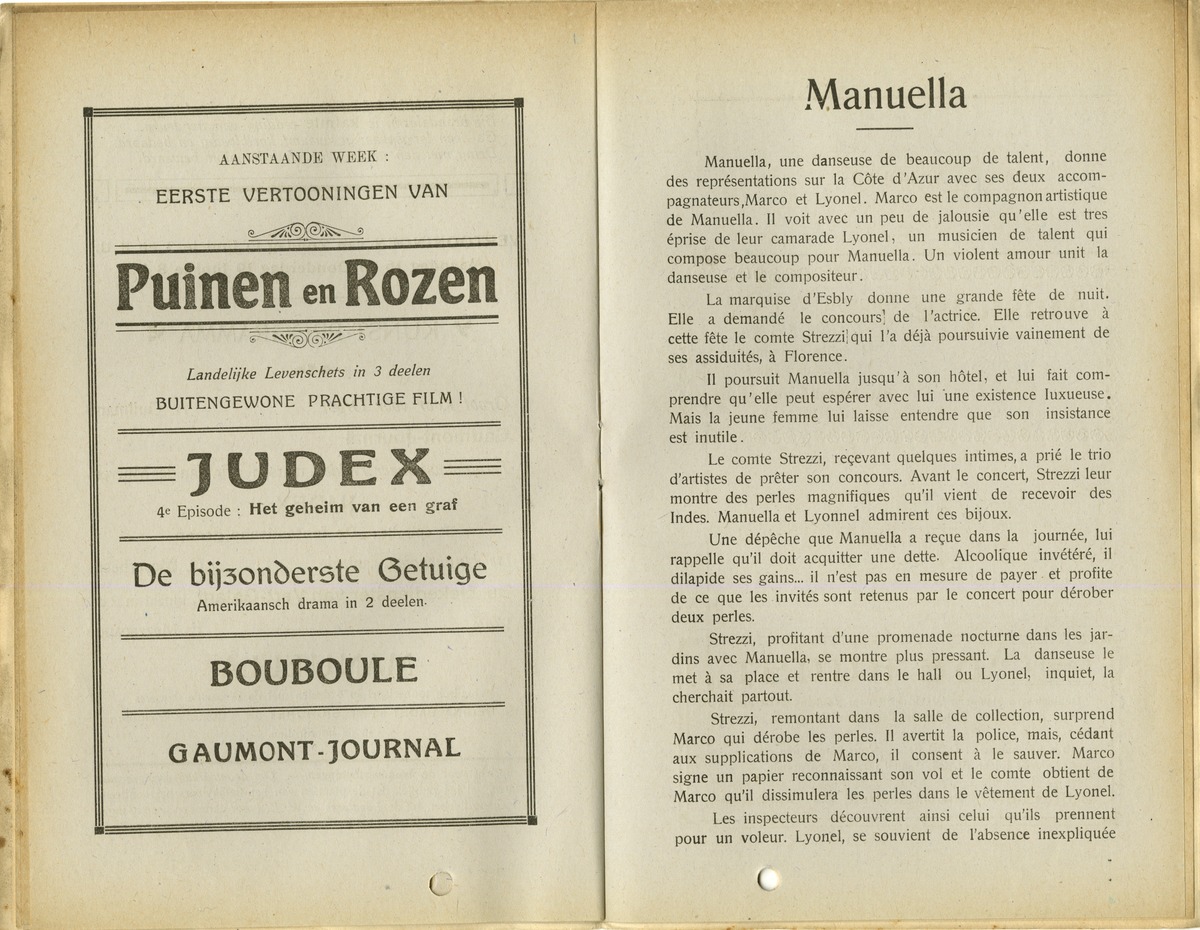 AANSTAANDE WEEK :
EERSTE VERTOONINGEN VAN
Puinen en Rozen
Landelijke Levenschets in 3 deelen
BUITENGEWONE PRACHTIGE FILM !
JUDEX
4e Episode : Het geheim van een graf
De bijzonderste Getuige
Amerikaansch drama in 2 deelen.
BOUBOULE
GAUMONT-JOURNAL
Manuella
Manuella, une danseuse de beaucoup de talent, donne
des représentations sur la Côte d'Azur avec ses deux accom-
pagnateurs, Marco et Lyonel. Marco est le compagnon artistique
de Manuella. Il voit avec un peu de jalousie qu'elle est tres
éprise de leur camarade Lyonel, un musicien de talent qui
compose beaucoup pour Manuella. Un violent amour unit la
danseuse et le compositeur.
La marquise d'Esbly donne une grande fête de nuit.
Elle a demandé le concours de l'actrice. Elle retrouve à
cette fête le comte Strezzi qui l'a déjà poursuivie vainement de
ses assiduités, à Florence.
Il poursuit Manuella jusqu'à son hôtel, et lui fait com-
prendre qu'elle peut espérer avec lui une existence luxueuse.
Mais la jeune femme lui laisse entendre que son insistance
est inutile.
Le comte Strezzi, reçevant quelques intimes, a prié le trio
d'artistes de prêter son concours. Avant le concert, Strezzi leur
montre des perles magnifiques qu'il vient de recevoir des
Indes. Manuella et Lyonnel admirent ces bijoux.
Une dépêche que Manuella a reçue dans la journée, lui
rappelle qu'il doit acquitter une dette. Alcoolique invétéré, il
dilapide ses gains... il n'est pas en mesure de payer et profite
de ce que les invités sont retenus par le concert pour dérober
deux perles.
Strezzi, profitant d'une promenade nocturne dans les jar-
dins avec Manuella, se montre plus pressant. La danseuse le
met à sa place et rentre dans le hall ou Lyonel, inquiet, la
cherchait partout.
Strezzi, remontant dans la salle de collection, surprend
Marco qui dérobe les perles. Il avertit la police, mais, cédant
aux supplications de Marco, il consent à le sauver. Marco
signe un papier reconnaissant son vol et le comte obtient de
Marco qu'il dissimulera les perles dans le vêtement de Lyonel.
Les inspecteurs découvrent ainsi celui qu'ils prennent
pour un voleur. Lyonel, se souvient de l'absence inexpliquée